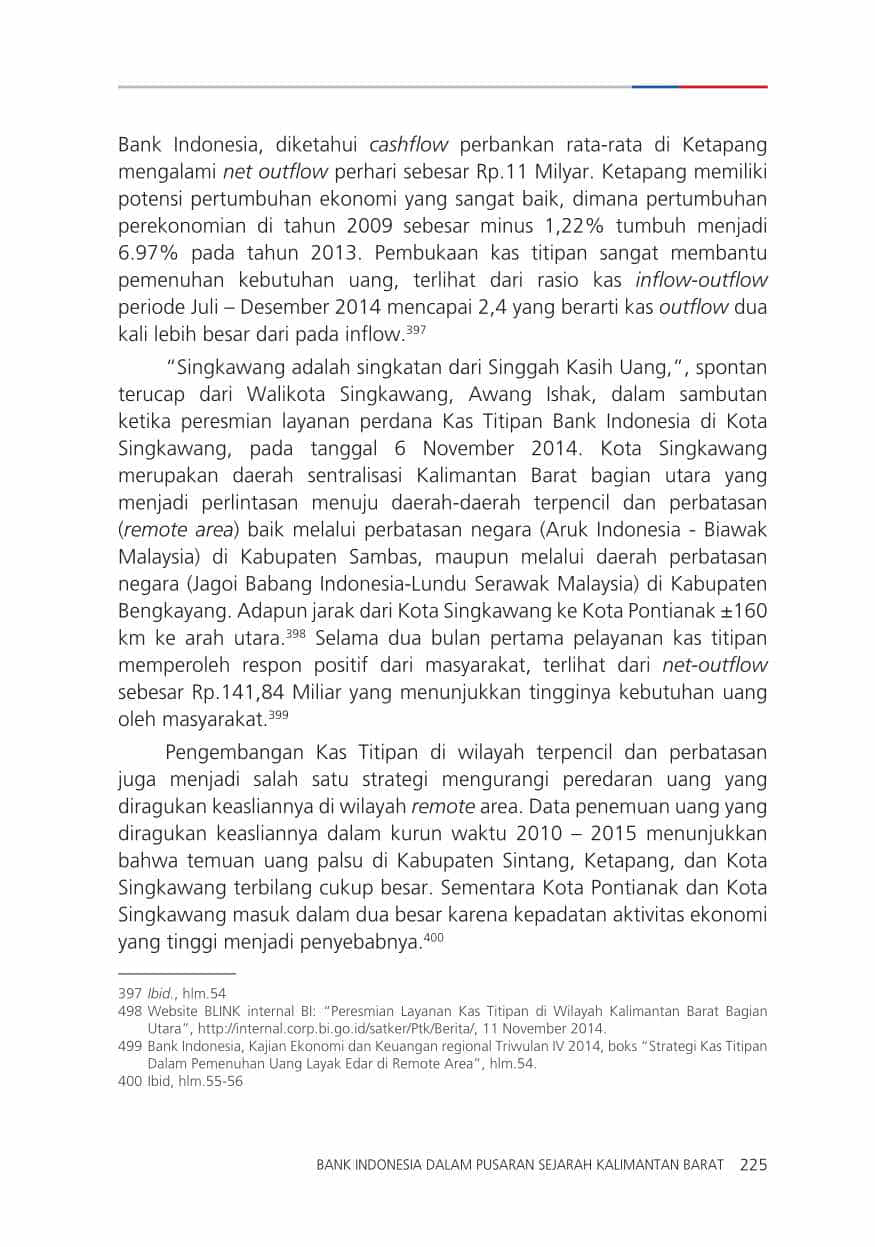 Bank Indonesia, diketahui cashflow perbankan rata-rata di Ketapang
mengalami net outflow perhari sebesar Rp.11 Milyar. Ketapang memiliki
potensi pertumbuhan ekonomi yang sangat baik, dimana pertumbuhan
perekonomian di tahun 2009 sebesar minus 1,22% tumbuh menjadi
6.97% pada tahun 2013. Pembukaan kas titipan sangat membantu
pemenuhan kebutuhan uang, terlihat dari rasio kas inflow-outflow
periode Juli – Desember 2014 mencapai 2,4 yang berarti kas outflow dua
kali lebih besar dari pada inflow.397
“Singkawang adalah singkatan dari Singgah Kasih Uang,“, spontan
terucap dari Walikota Singkawang, Awang Ishak, dalam sambutan
ketika peresmian layanan perdana Kas Titipan Bank Indonesia di Kota
Singkawang, pada tanggal 6 November 2014. Kota Singkawang
merupakan daerah sentralisasi Kalimantan Barat bagian utara yang
menjadi perlintasan menuju daerah-daerah terpencil dan perbatasan
(remote area) baik melalui perbatasan negara (Aruk Indonesia - Biawak
Malaysia) di Kabupaten Sambas, maupun melalui daerah perbatasan
negara (Jagoi Babang Indonesia-Lundu Serawak Malaysia) di Kabupaten
Bengkayang. Adapun jarak dari Kota Singkawang ke Kota Pontianak ±160
km ke arah utara.398 Selama dua bulan pertama pelayanan kas titipan
memperoleh respon positif dari masyarakat, terlihat dari net-outflow
sebesar Rp.141,84 Miliar yang menunjukkan tingginya kebutuhan uang
oleh masyarakat.399
Pengembangan Kas Titipan di wilayah terpencil dan perbatasan
juga menjadi salah satu strategi mengurangi peredaran uang yang
diragukan keasliannya di wilayah remote area. Data penemuan uang yang
diragukan keasliannya dalam kurun waktu 2010 – 2015 menunjukkan
bahwa temuan uang palsu di Kabupaten Sintang, Ketapang, dan Kota
Singkawang terbilang cukup besar. Sementara Kota Pontianak dan Kota
Singkawang masuk dalam dua besar karena kepadatan aktivitas ekonomi
yang tinggi menjadi penyebabnya.400
397 Ibid., hlm.54
498 Website BLINK internal BI: “Peresmian Layanan Kas Titipan di Wilayah Kalimantan Barat Bagian
Utara”, http://internal.corp.bi.go.id/satker/Ptk/Berita/, 11 November 2014.
499 Bank Indonesia, Kajian Ekonomi dan Keuangan regional Triwulan IV 2014, boks “Strategi Kas Titipan
Dalam Pemenuhan Uang Layak Edar di Remote Area”, hlm.54.
400 Ibid, hlm.55-56
BANK INDONESIA DALAM PUSARAN SEJARAH KALIMANTAN BARAT 225